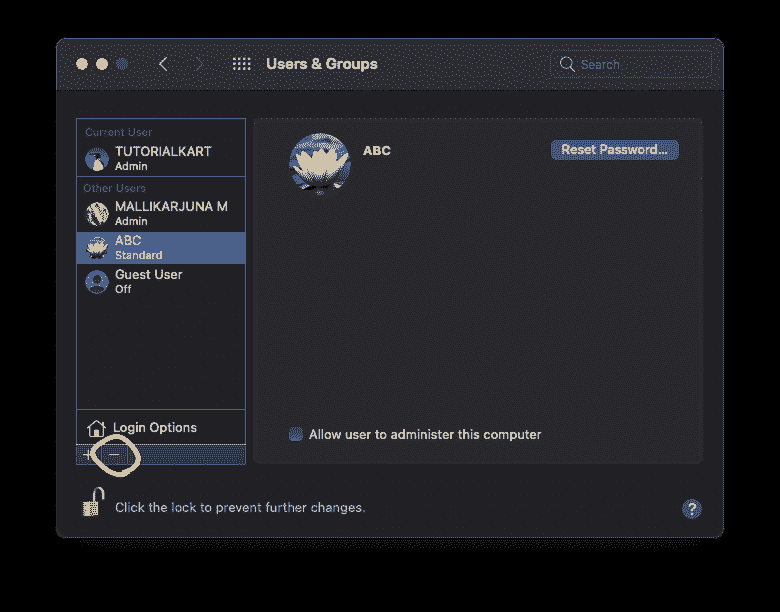 Users & Groups
Search
Current User
TUTORIALKART
Admin
Other Users
MALLIKARJUNA M
Admin
ABC
Standard
Guest User
Off
Login Options
+ −
ABC
Reset Password...
Allow user to administer this computer
Click the lock to prevent further changes.
?